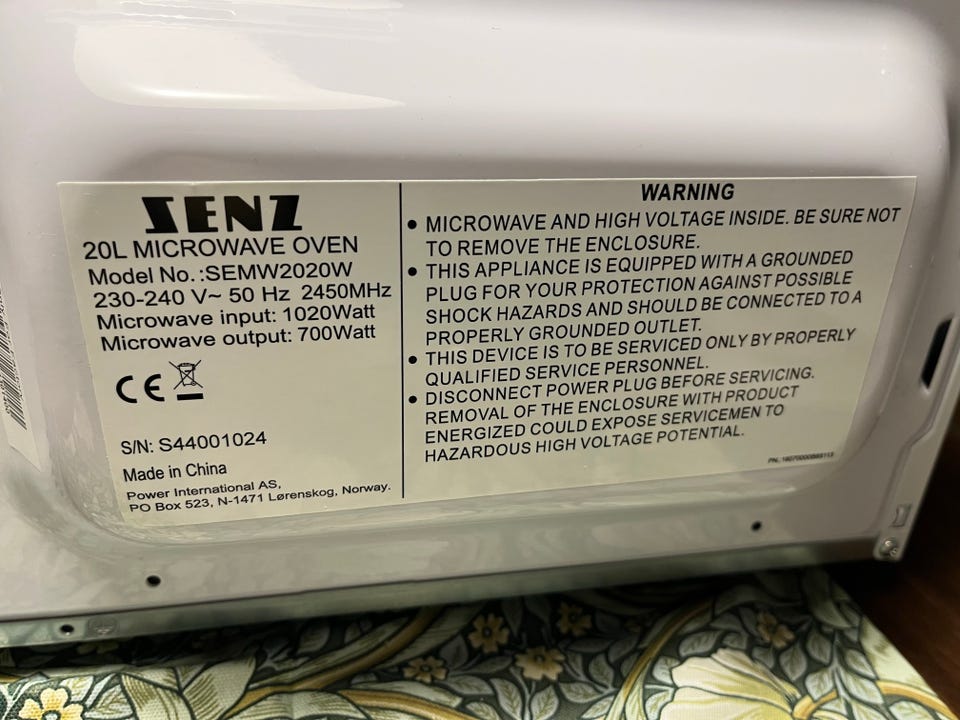 SENZ
20L MICROWAVE OVEN
Model No.:SEMW2020W
230-240 V~ 50 Hz 2450MHz
Microwave input: 1020Watt
Microwave output: 700Watt
CE
S/N: S44001024
Made in China
Power International AS,
PO Box 523, N-1471 Lørenskog, Norway.
WARNING
• MICROWAVE AND HIGH VOLTAGE INSIDE. BE SURE NOT
TO REMOVE THE ENCLOSURE.
• THIS APPLIANCE IS EQUIPPED WITH A GROUNDED
PLUG FOR YOUR PROTECTION AGAINST POSSIBLE
SHOCK HAZARDS AND SHOULD BE CONNECTED TO A
PROPERLY GROUNDED OUTLET.
• THIS DEVICE IS TO BE SERVICED ONLY BY PROPERLY
QUALIFIED SERVICE PERSONNEL.
• DISCONNECT POWER PLUG BEFORE SERVICING.
REMOVAL OF THE ENCLOSURE WITH PRODUCT
ENERGIZED COULD EXPOSE SERVICEMEN TO
HAZARDOUS HIGH VOLTAGE POTENTIAL.